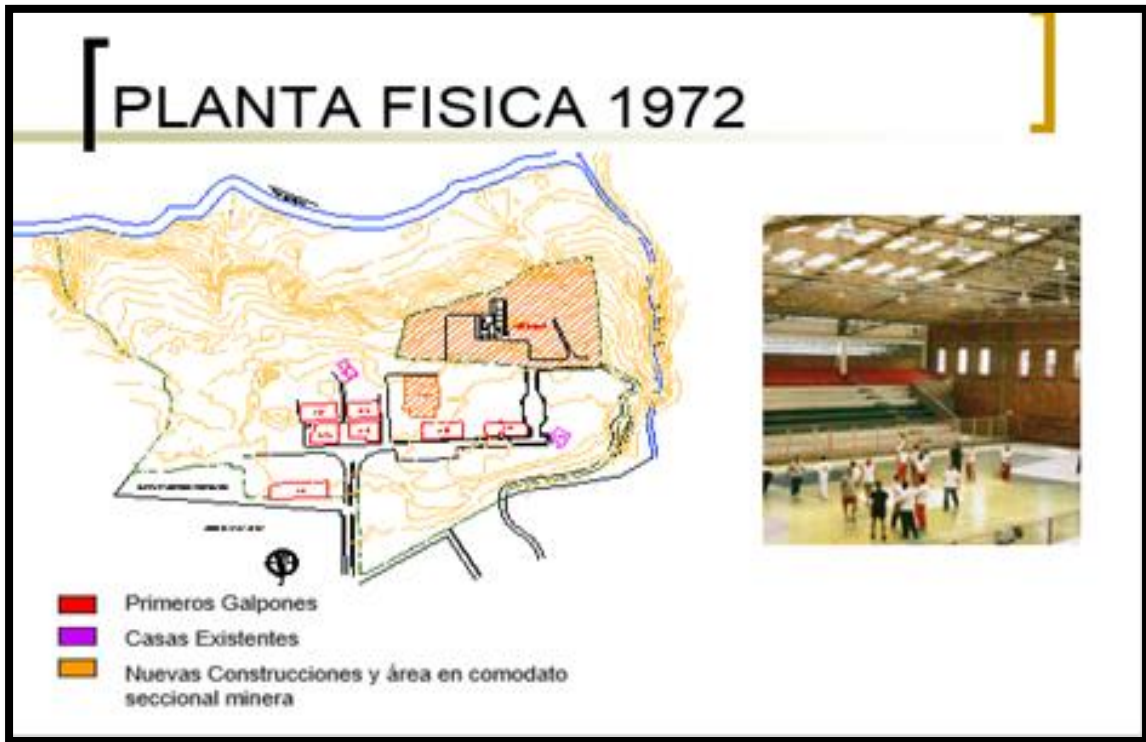 PLANTA FISICA 1972
Primeros Galpones
Casas Existentes
Nuevas Construcciones y área en comodato
seccional minera